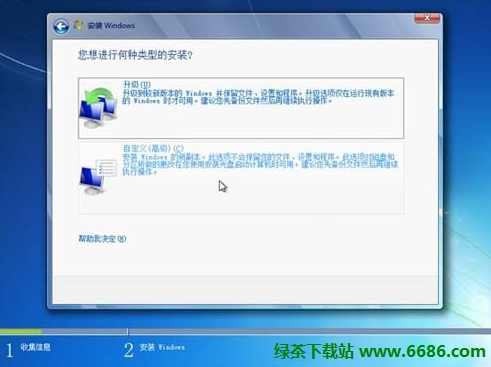 安装 Windows
您想进行何种类型的安装?
升级(U)
升级到较新版本的 Windows 并保留文件、设置和程序。升级选项仅在运行现有版本
的 Windows 时才可用。建议您先备份文件然后再继续执行操作。
自定义(高级)(C)
安装 Windows 的新副本。此选项不会保留您的文件、设置和程序。此选项对磁盘和
分区所做的更改在您使用安装光盘启动计算机时可用。建议您先备份文件然后再继续
执行操作。
帮助我决定(H)
1 收集信息
2 安装 Windows
绿茶下载站 www.6686.com